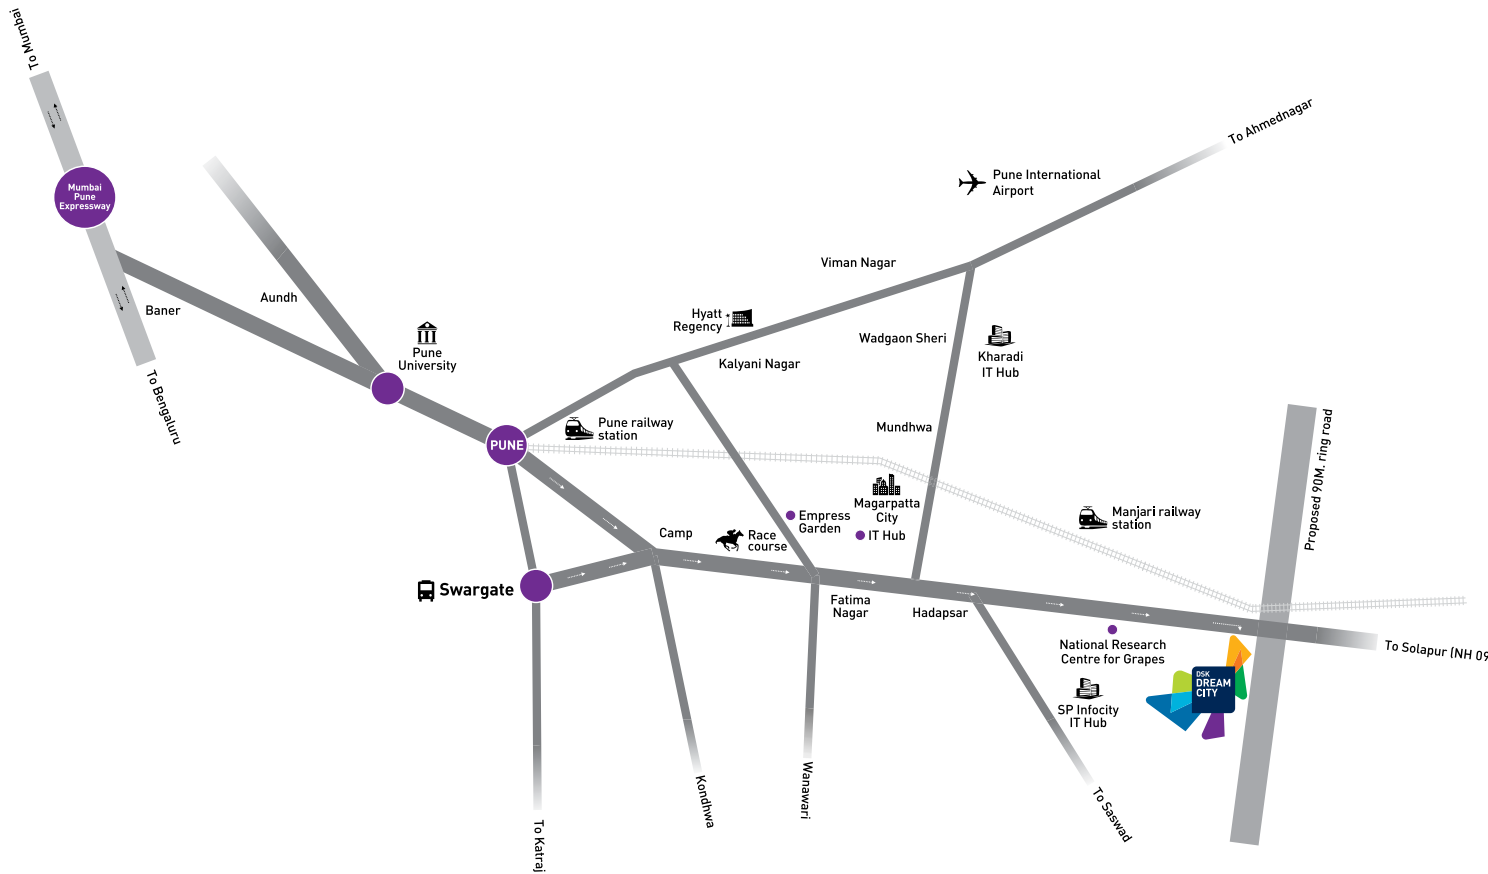 To Mumbai
Mumbai
Pune
Expressway
To Ahmednagar
Pune International
Airport
Viman Nagar
Aundh
Baner
Hyatt
Regency
Wadgaon Sheri
Pune
University
Kalyani Nagar
Kharadi
IT Hub
To Bengaluru
Pune railway
station
Mundhwa
PUNE
Proposed 90M. ring road
Magarpatta
City
Empress
Garden
IT Hub
Manjari railway
station
Camp
Race
course
Swargate
Fatima
Nagar
Hadapsar
National Research
Centre for Grapes
To Solapur (NH 09
DSK
DREAM
CITY
SP Infocity
IT Hub
Kondhwa
Wanawari
To Saswad
To Katraj